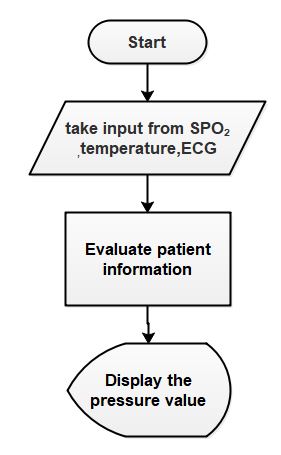 Start
take input from SPO₂
,temperature,ECG
Evaluate patient
information
Display the
pressure value